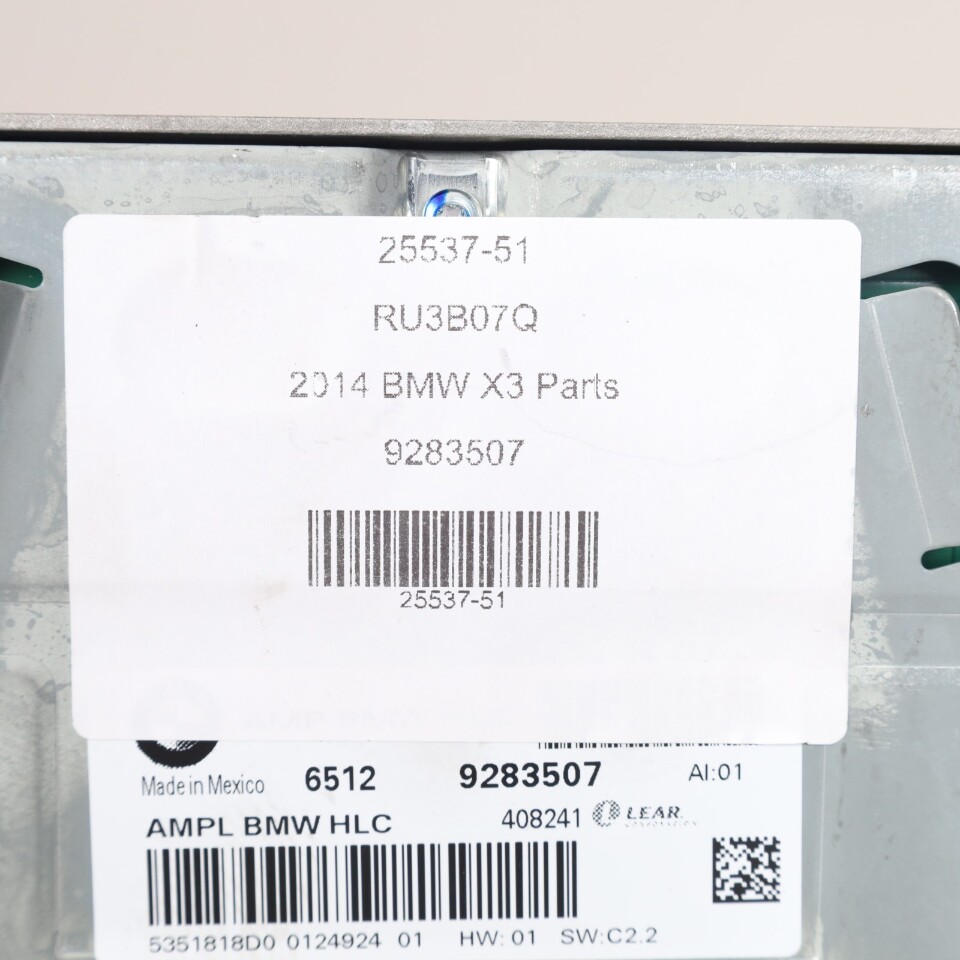 25537-51
RU3B07Q
2014 BMW X3 Parts
9283507
25537-51
Made in Mexico 6512 9283507 AI:01
AMPL BMW HLC 408241 LEAR
5351818D0 0124924 01 HW: 01 SW:C2.2